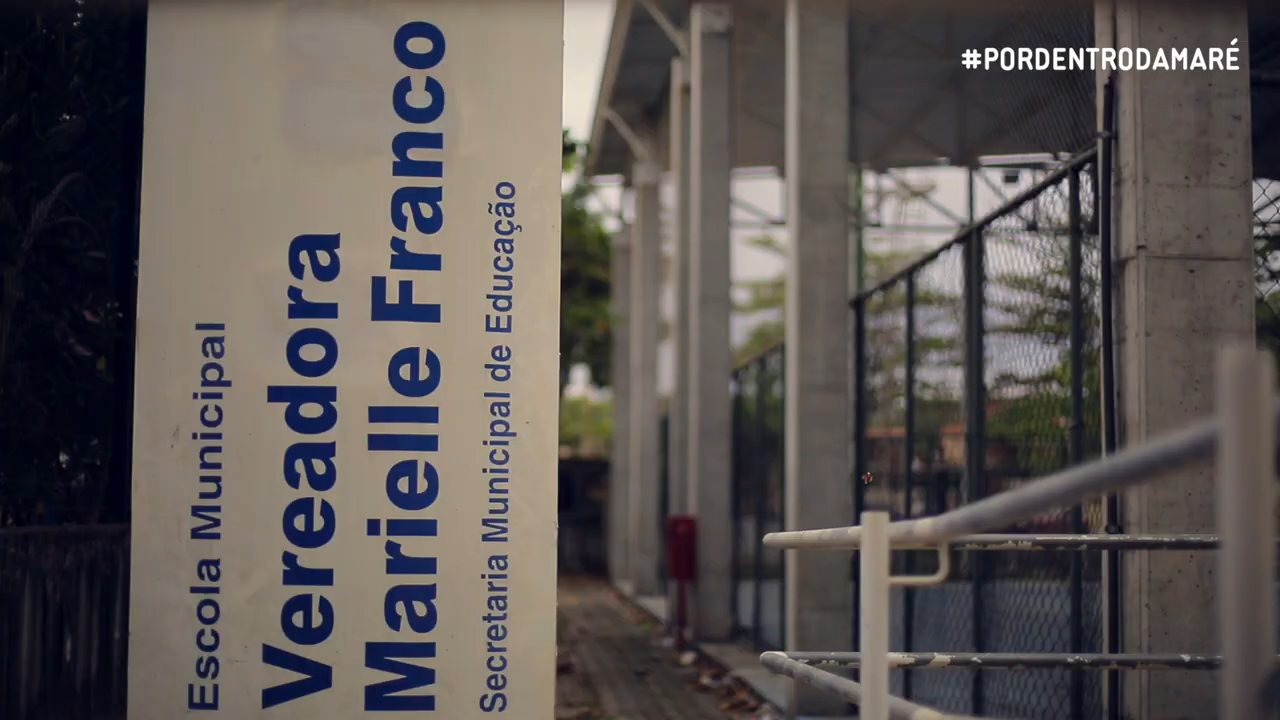 Escola Municipal
Vereadora
Marielle Franco
Secretaria Municipal de Educação
#PORDENTRODAMARÉ